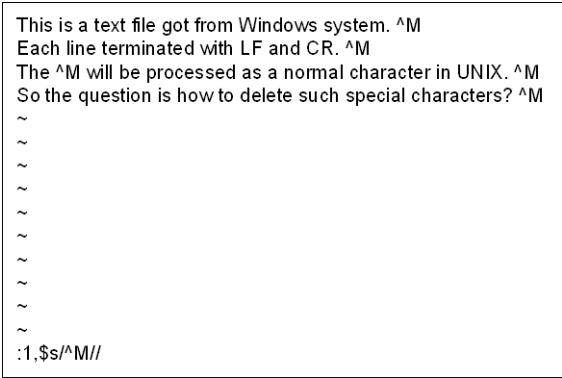 This is a text file got from Windows system. ^M
Each line terminated with LF and CR. ^M
The ^M will be processed as a normal character in UNIX. ^M
So the question is how to delete such special characters? ^M
~
~
~
~
~
~
~
~
~
~
:1,$s/^M//